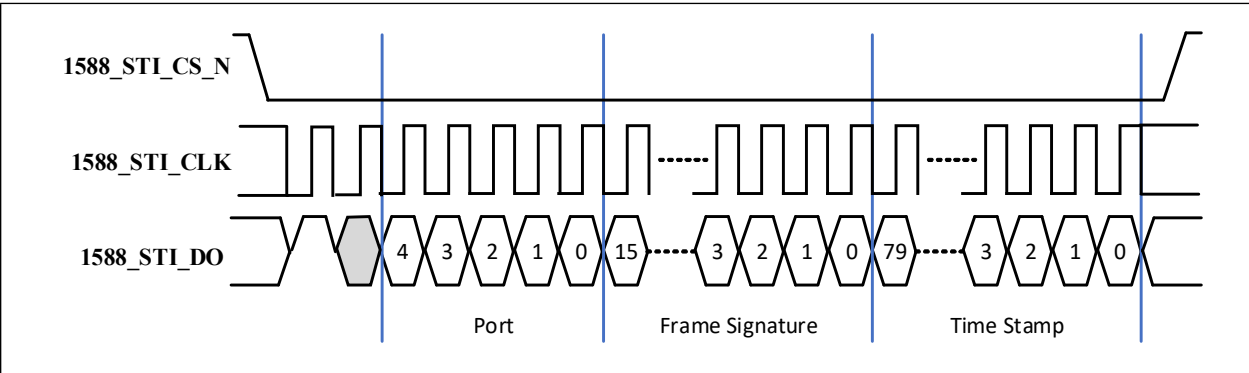 1588_STI_CS_N
1588_STI_CLK
1588_STI_DO
4 3 2 1 0 15 3 2 1 0 79 3 2 1 0
Port Frame Signature Time Stamp